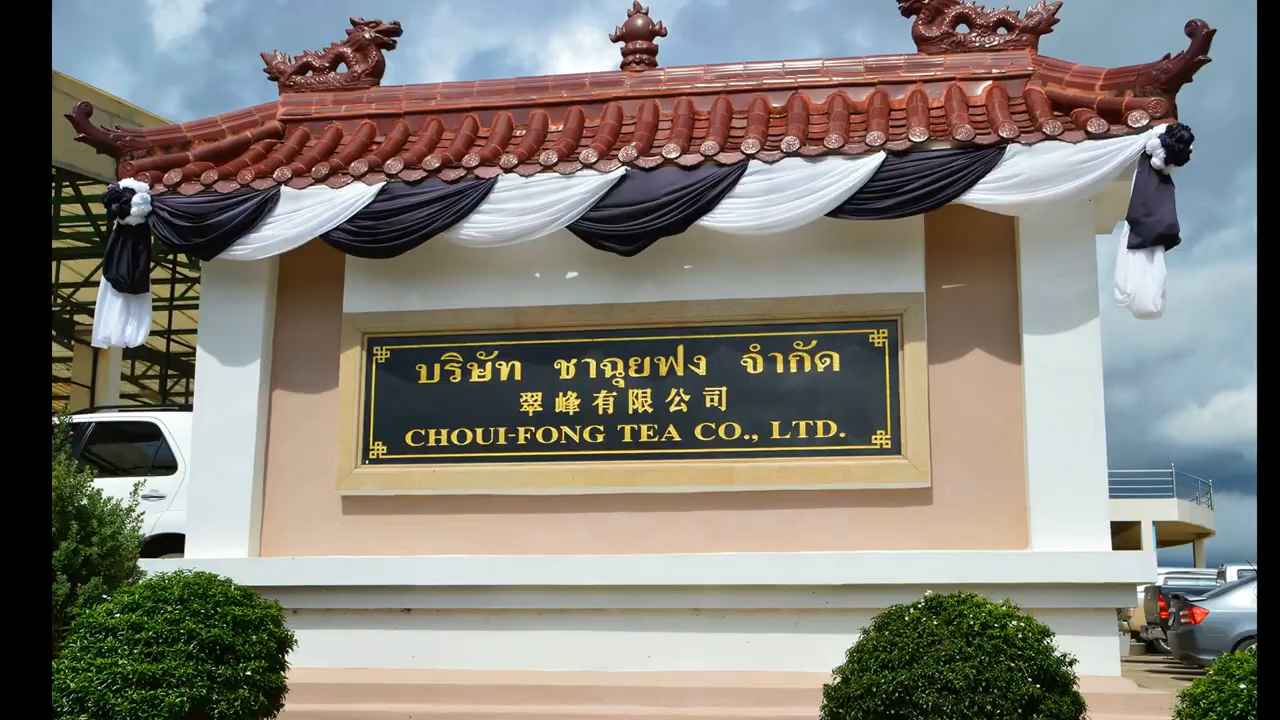 บริษัท ชาฉุยฟง จำกัด
翠峰有限公司
CHOUI-FONG TEA CO., LTD.